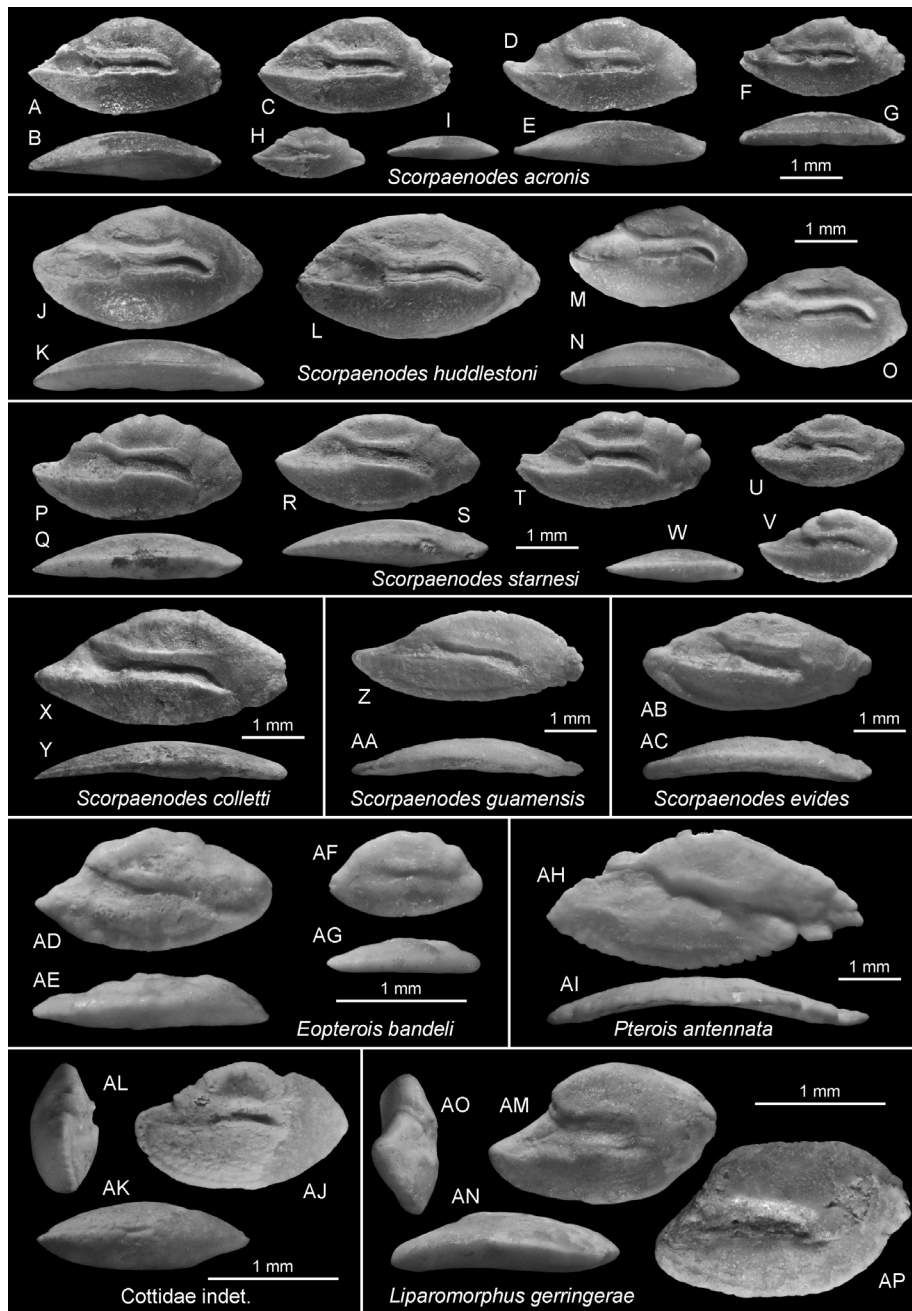 A
C
D
F
B
H
I
E
G
1 mm
Scorpaenodes acronis
J
L
M
1 mm
K
N
O
Scorpaenodes huddlestoni
P
R
S
T
U
Q
1 mm
W
V
Scorpaenodes starnesi
X
1 mm
Y
Scorpaenodes colletti
Z
1 mm
AA
Scorpaenodes guamensis
AB
1 mm
AC
Scorpaenodes evides
AD
AF
AG
AE
1 mm
Eopterois bandeli
AH
1 mm
AI
Pterois antennata
AL
AJ
AK
1 mm
Cottidae indet.
AO
AM
1 mm
AN
AP
Liparomorphus gerringerae